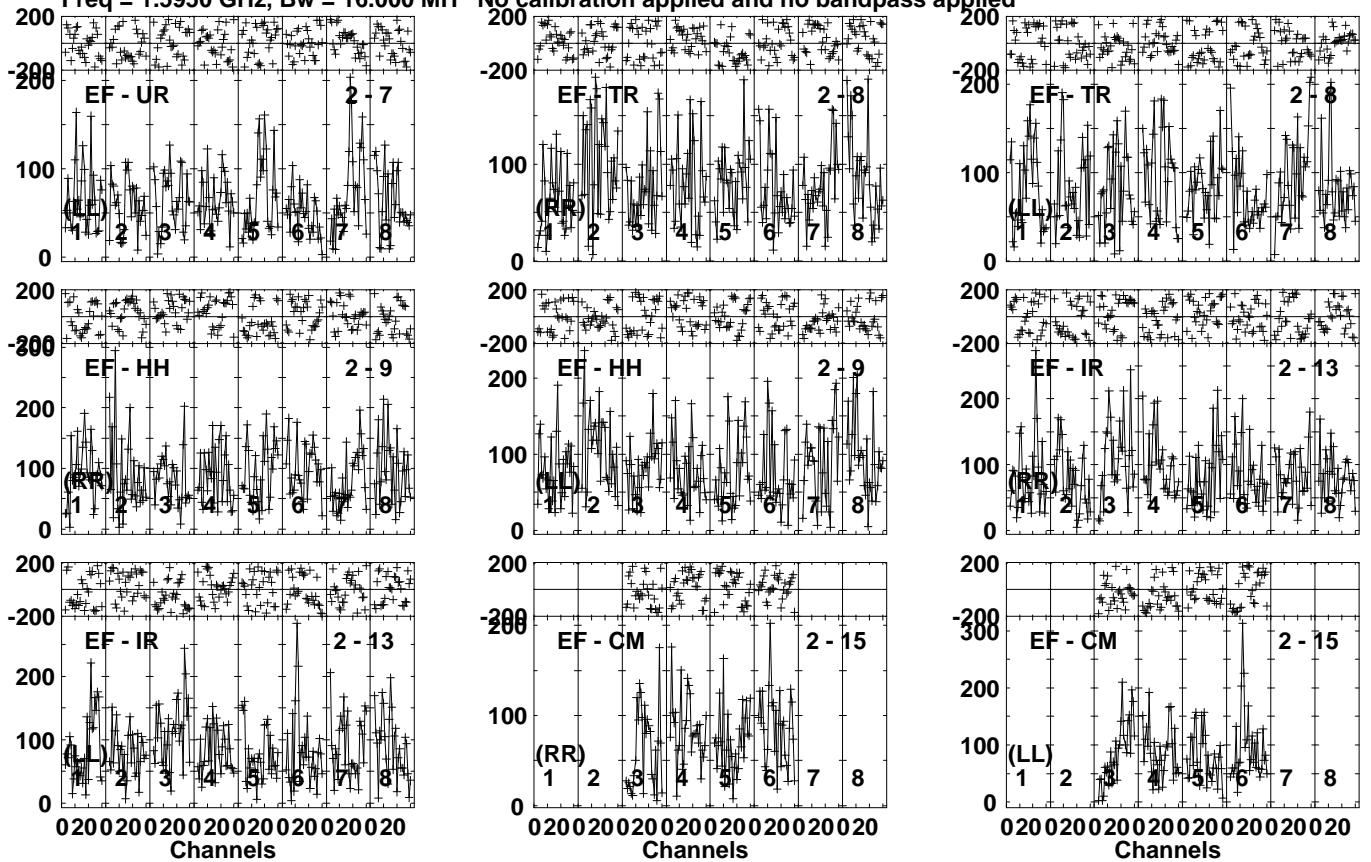 Freq = 1.5950 GHz, Bw = 16.000 MH No calibration applied and no bandpass applied
200 200 200
-200 -200 -200
200 200 200
EF - UR 2 - 7 EF - TR 2 - 8 EF - TR 2 - 8
100 100 100
(LL) (RR) (LL)
1 2 3 4 5 6 7 8 1 2 3 4 5 6 7 8 1 2 3 4 5 6 7 8
0 0 0
200 200 200
-200 -200 -200
300
EF - HH 2 - 9 EF - HH 2 - 9 EF - IR 2 - 13
200 200 200
100 100 100
(RR) (LL) (RR)
1 2 3 4 5 6 7 8 1 2 3 4 5 6 7 8 1 2 3 4 5 6 7 8
0 0 0
200 200 200
-200 -200 -200
200 300
EF - IR 2 - 13 EF - CM 2 - 15 EF - CM 2 - 15
200 200
100 100 100
(LL) (RR) (LL)
1 2 3 4 5 6 7 8 1 2 3 4 5 6 7 8 1 2 3 4 5 6 7 8
0 0 0
0 20 0 20 0 20 0 20 0 20 0 20 0 20 0 20 0 20 0 20 0 20 0 20 0 20 0 20 0 20 0 20 0 20 0 20 0 20 0 20 0 20 0 20 0 20 0 20
Channels Channels Channels